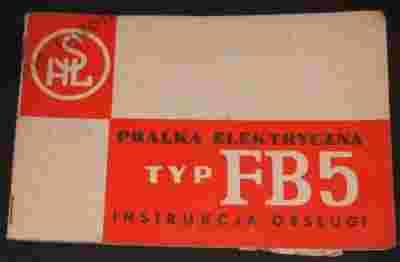 SHL
PRALKA ELEKTRYCZNA
TYP FB5
INSTRUKCJA OBSŁUGI